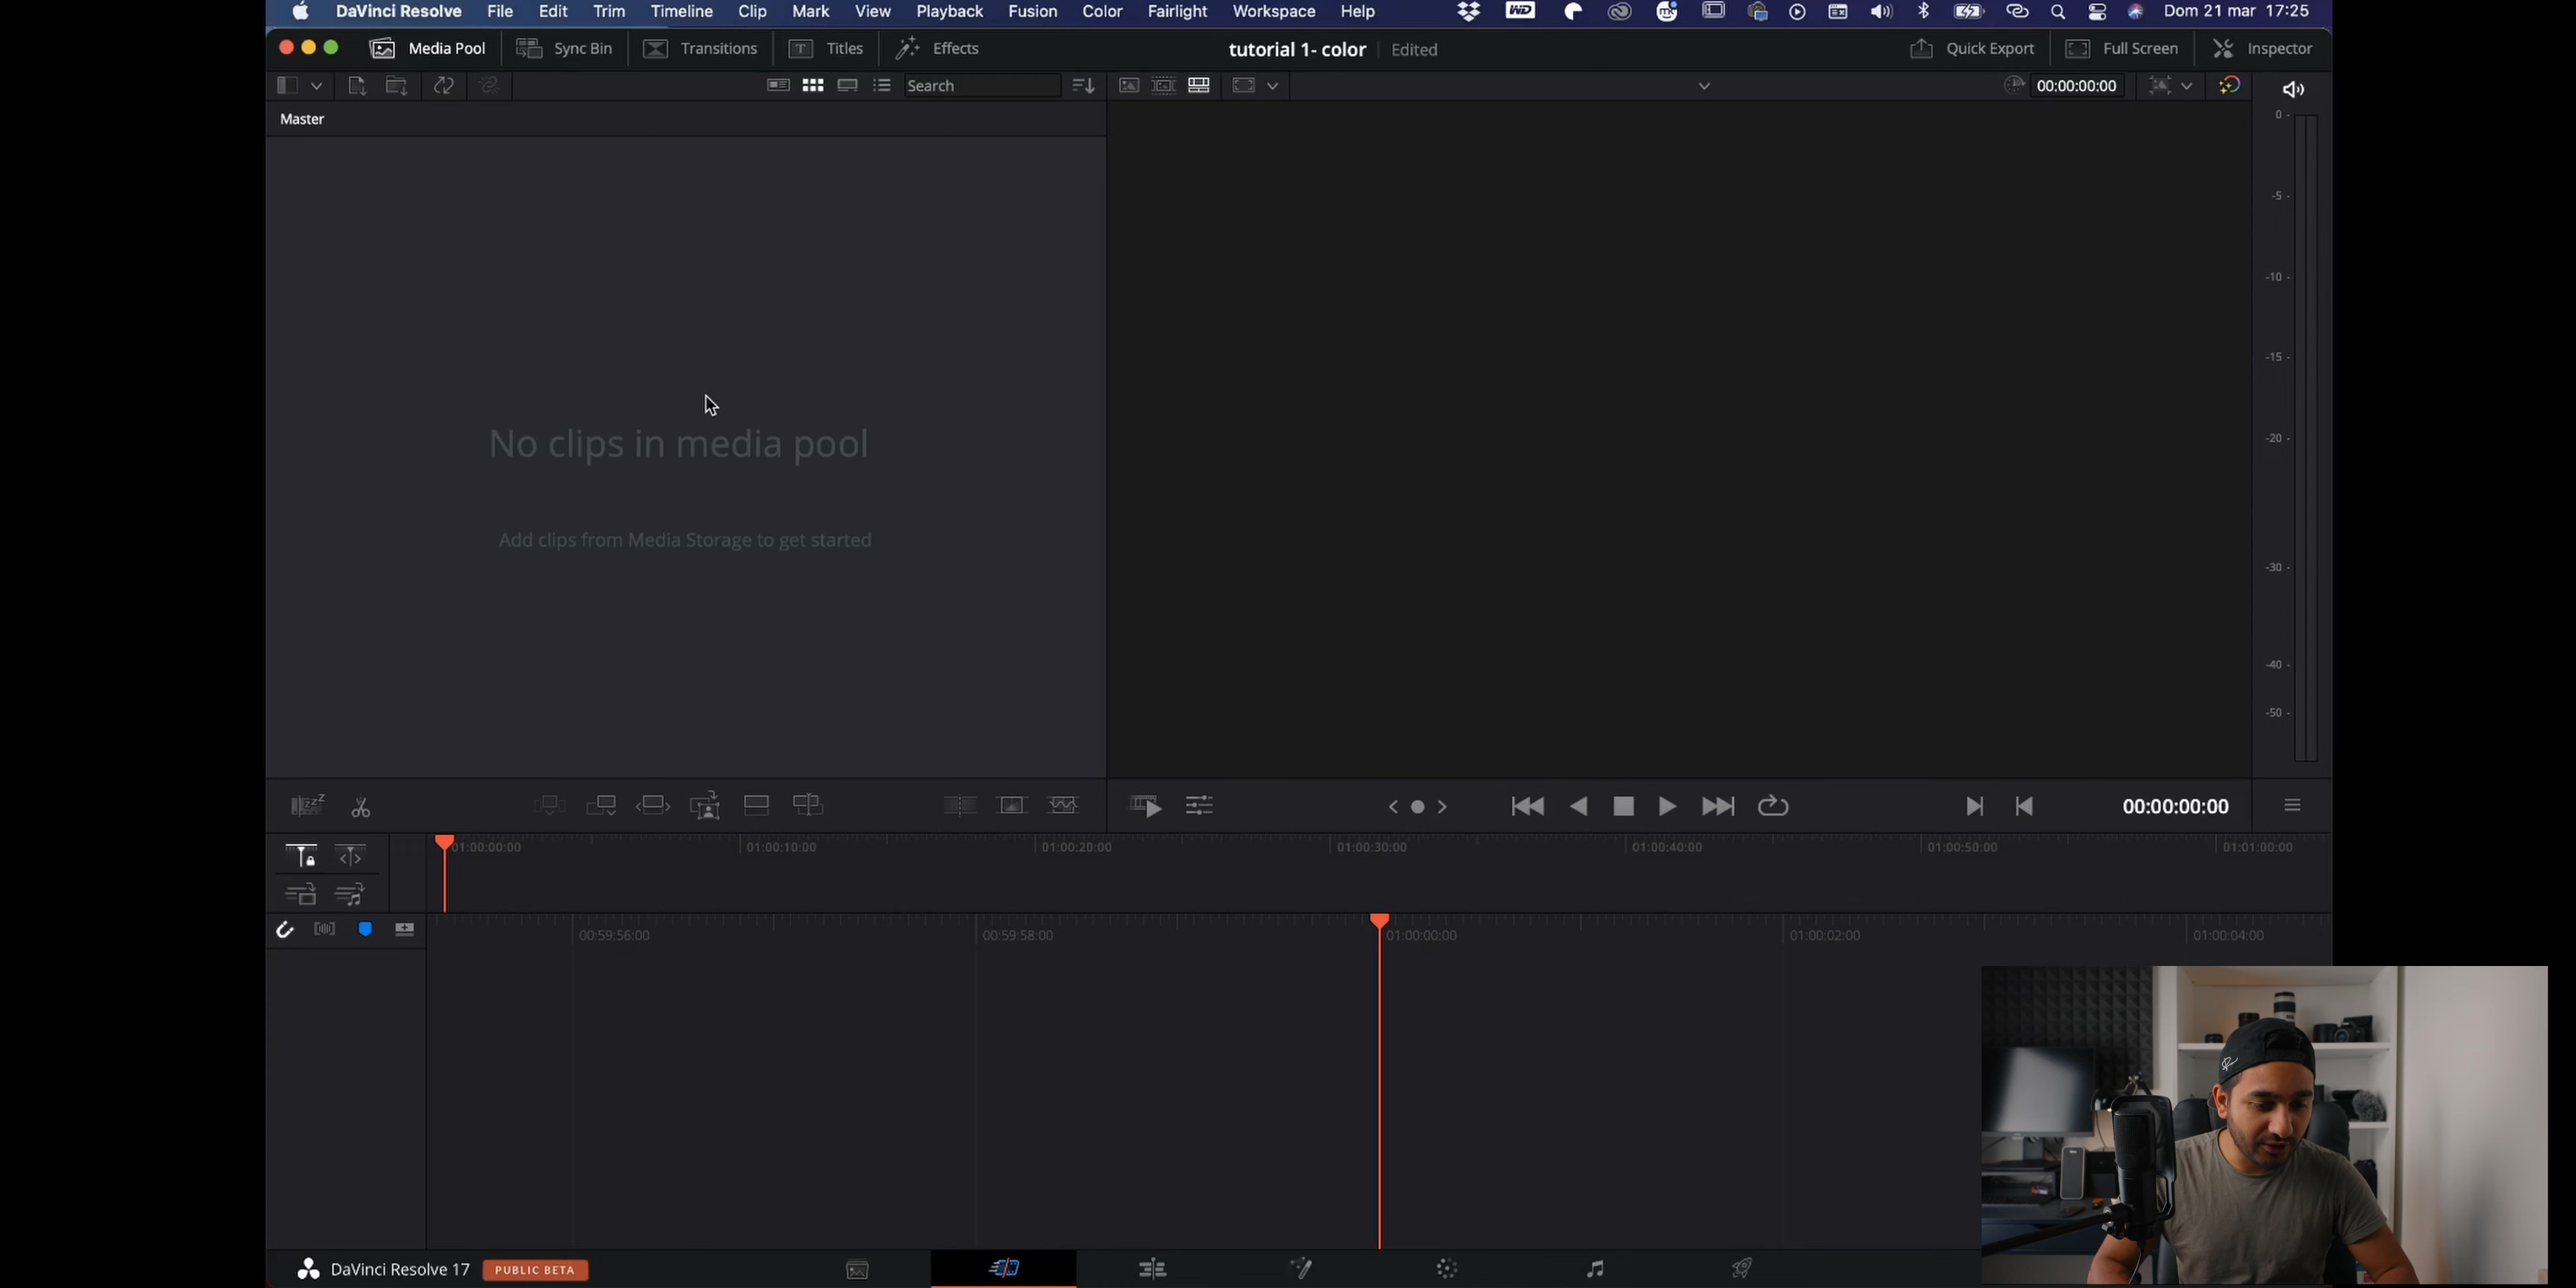 DaVinci Resolve File Edit Trim Timeline Clip Mark View Playback Fusion Color Fairlight Workspace Help WD Dom 21 mar 17:25
Media Pool Sync Bin Transitions Titles Effects tutorial 1- color Edited Quick Export Full Screen Inspector
Search 00:00:00:00
Master
0
-5
-10
-15
-20
-30
-40
-50
No clips in media pool
Add clips from Media Storage to get started
00:00:00:00
01:00:00:00 01:00:10:00 01:00:20:00 01:00:30:00 01:00:40:00 01:00:50:00 01:01:00:00
00:59:56:00 00:59:58:00 01:00:00:00 01:00:02:00 01:00:04:00
DaVinci Resolve 17 PUBLIC BETA